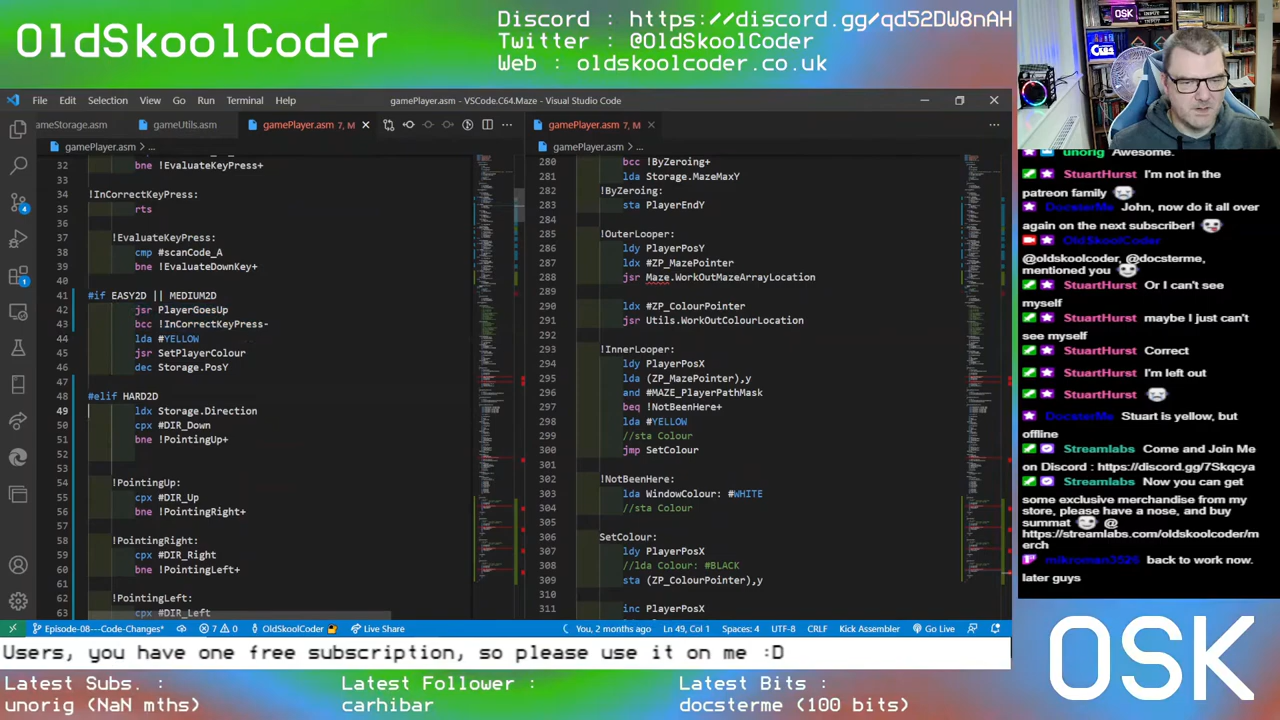 OldSkoolCoder
Discord : https://discord.gg/qd52DW8nAH
Twitter : @OldSkoolCoder
Web : oldskoolcoder.co.uk
File Edit Selection View Go Run Terminal Help
gamePlayer.asm - VSCode.C64.Maze - Visual Studio Code
gameStorage.asm
gameUtils.asm
gamePlayer.asm 7, M
gamePlayer.asm > ...
32 bne !EvaluateKeyPress+
33
34 !InCorrectKeyPress:
35 rts
36
37 !EvaluateKeyPress:
38 cmp #scanCode_A
39 bne !EvaluateDownKey+
40
41 #if EASY2D || MEDIUM2D
42 jsr PlayerGoesUp
43 bcc !InCorrectKeyPress-
44 lda #YELLOW
45 jsr SetPlayerColour
46 dec Storage.PosY
47
48 #elif HARD2D
49 ldx Storage.Direction
50 cpx #DIR_Down
51 bne !PointingUp+
52
53
54 !PointingUp:
55 cpx #DIR_Up
56 bne !PointingRight+
57
58 !PointingRight:
59 cpx #DIR_Right
60 bne !PointingLeft+
61
62 !PointingLeft:
63 cpx #DIR_Left
gamePlayer.asm 7, M
gamePlayer.asm > ...
280 bcc !ByZeroing+
281 lda Storage.MazeMaxY
282 !ByZeroing:
283 sta PlayerEndY
284
285 !OuterLooper:
286 ldy PlayerPosY
287 ldx #ZP_MazePointer
288 jsr Maze.WorkOutMazeArrayLocation
289
290 ldx #ZP_ColourPointer
291 jsr Utils.WorkOutColourLocation
292
293 !InnerLooper:
294 ldy PlayerPosX
295 lda (ZP_MazePointer),y
296 and #MAZE_PlayerPathMask
297 beq !NotBeenHere+
298 lda #YELLOW
299 //sta Colour
300 jmp SetColour
301
302 !NotBeenHere:
303 lda WindowColour: #WHITE
304 //sta Colour
305
306 SetColour:
307 ldy PlayerPosX
308 //lda Colour: #BLACK
309 sta (ZP_ColourPointer),y
310
311 inc PlayerPosX
Episode-08---Code-Changes* 7 0 OldSkoolCoder Live Share You, 2 months ago Ln 49, Col 1 Spaces: 4 UTF-8 CRLF Kick Assembler Go Live
OSK
unorig Awesome.
StuartHurst I'm not in the
patreon family
DocsterMe John, now do it all over
again on the next subscriber!
OldSkoolCoder
@oldskoolcoder, @docsterme,
mentioned you
StuartHurst Or I can't see
myself
StuartHurst maybe I just can't
see myself
StuartHurst Correct
StuartHurst I'm left out
StuartHurst
DocsterMe Stuart is yellow, but
offline
Streamlabs Come and Join Me
on Discord : https://discord.gg/7Skqcya
Streamlabs Now you can get
some exclusive merchandise from my
store, please have a nose, and buy
summat @
https://streamlabs.com/oldskoolcoder/m
erch
mikroman3526 back to work now.
later guys
Users, you have one free subscription, so please use it on me :D
Latest Subs. :
unorig (NaN mths)
Latest Follower :
carhibar
Latest Bits :
docsterme (100 bits)
OSK